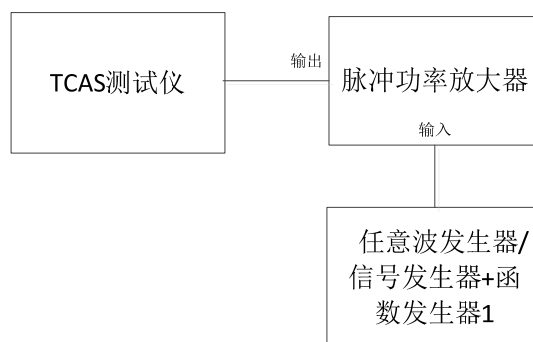 TCAS测试仪
输出
脉冲功率放大器
输入
任意波发生器/
信号发生器+函
数发生器1